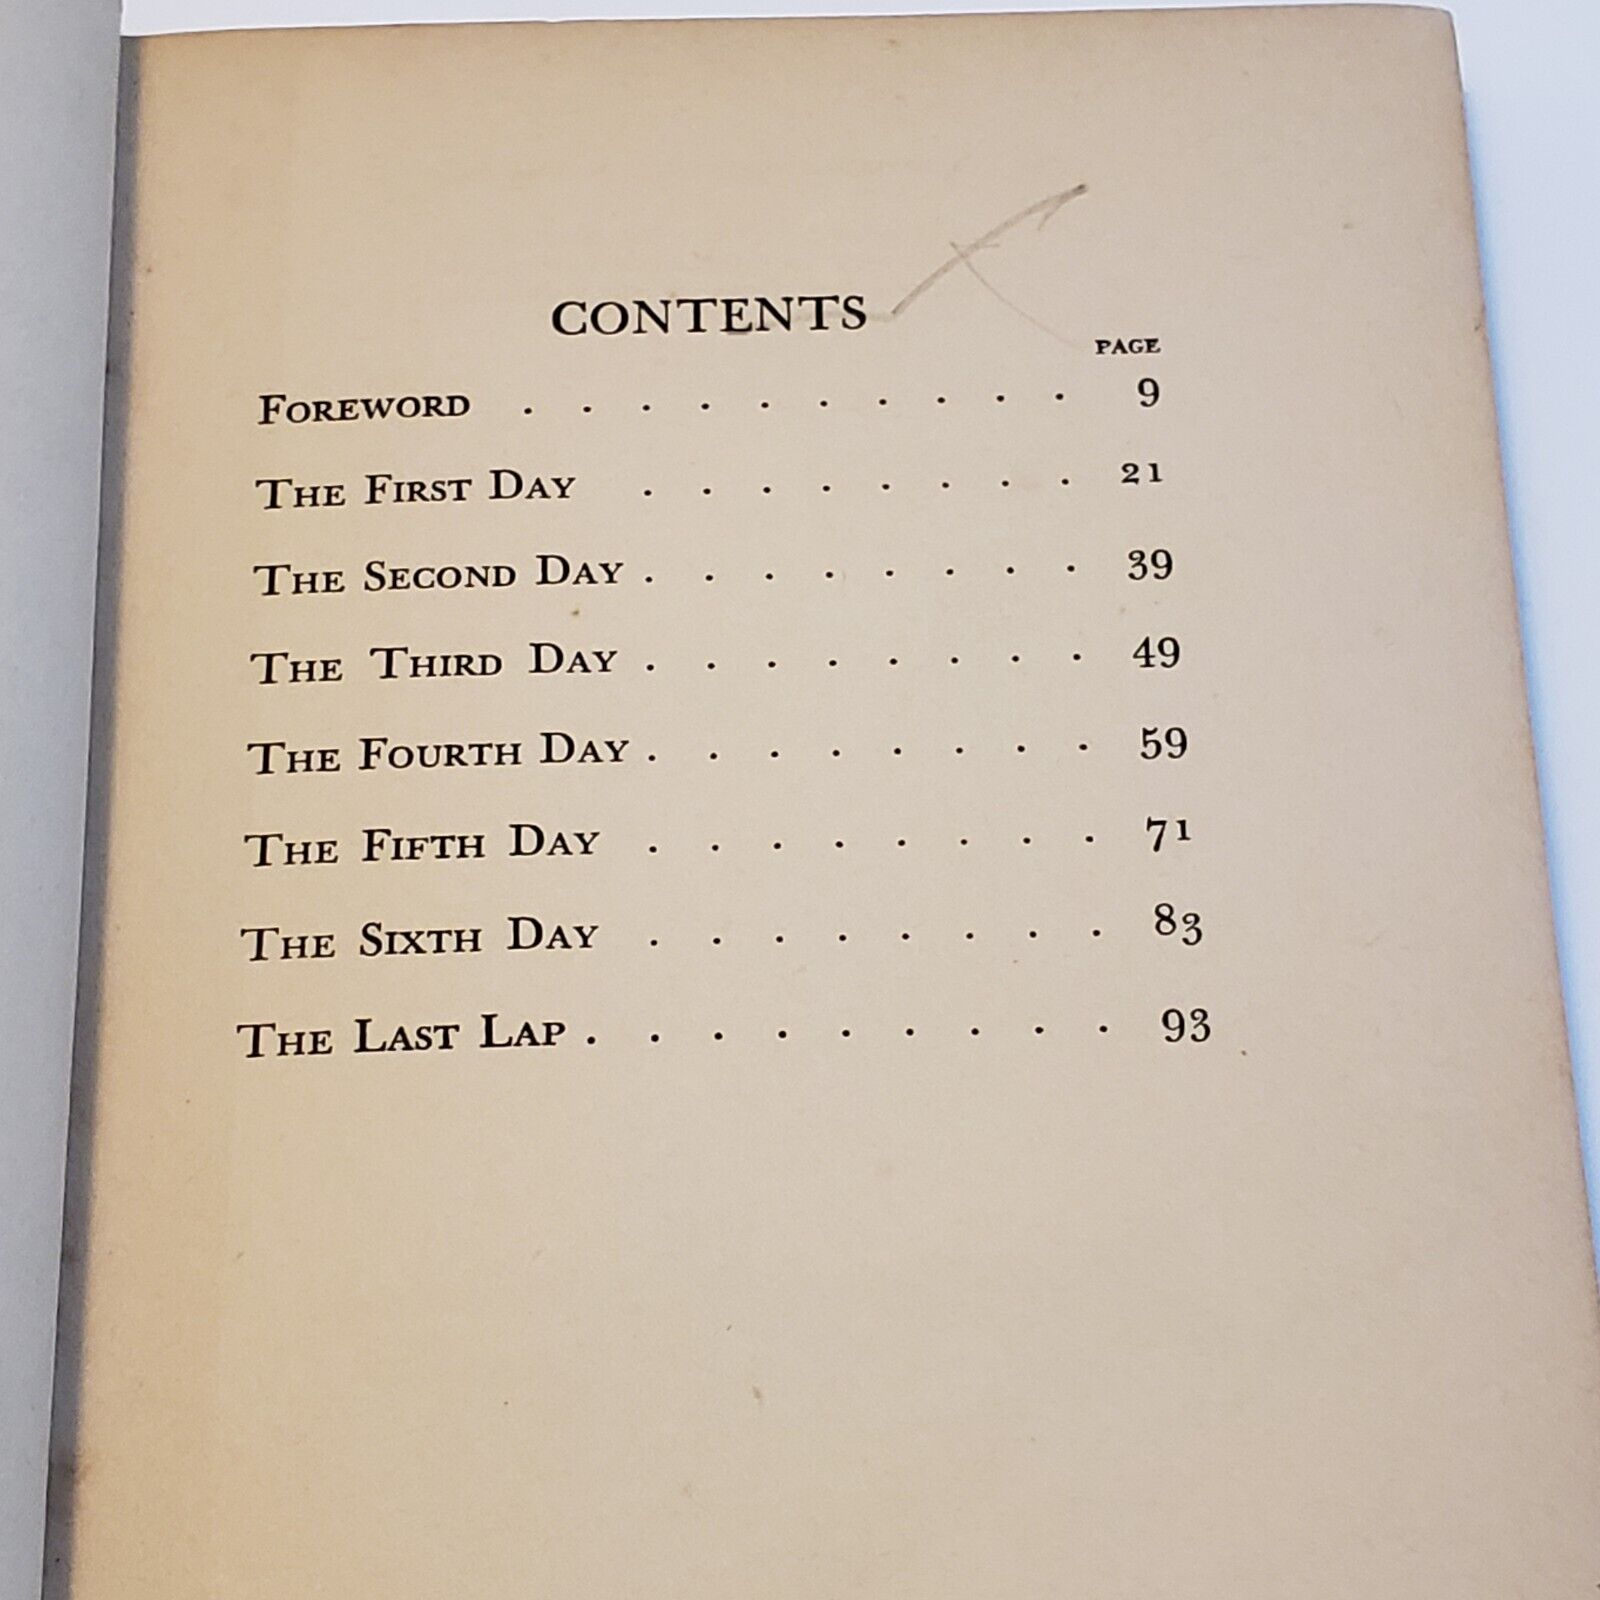 CONTENTS
PAGE
FOREWORD . . . . . . . . . . 9
THE FIRST DAY . . . . . . . . 21
THE SECOND DAY . . . . . . . . 39
THE THIRD DAY . . . . . . . . 49
THE FOURTH DAY . . . . . . . . 59
THE FIFTH DAY . . . . . . . . 71
THE SIXTH DAY . . . . . . . . 83
THE LAST LAP . . . . . . . . . 93